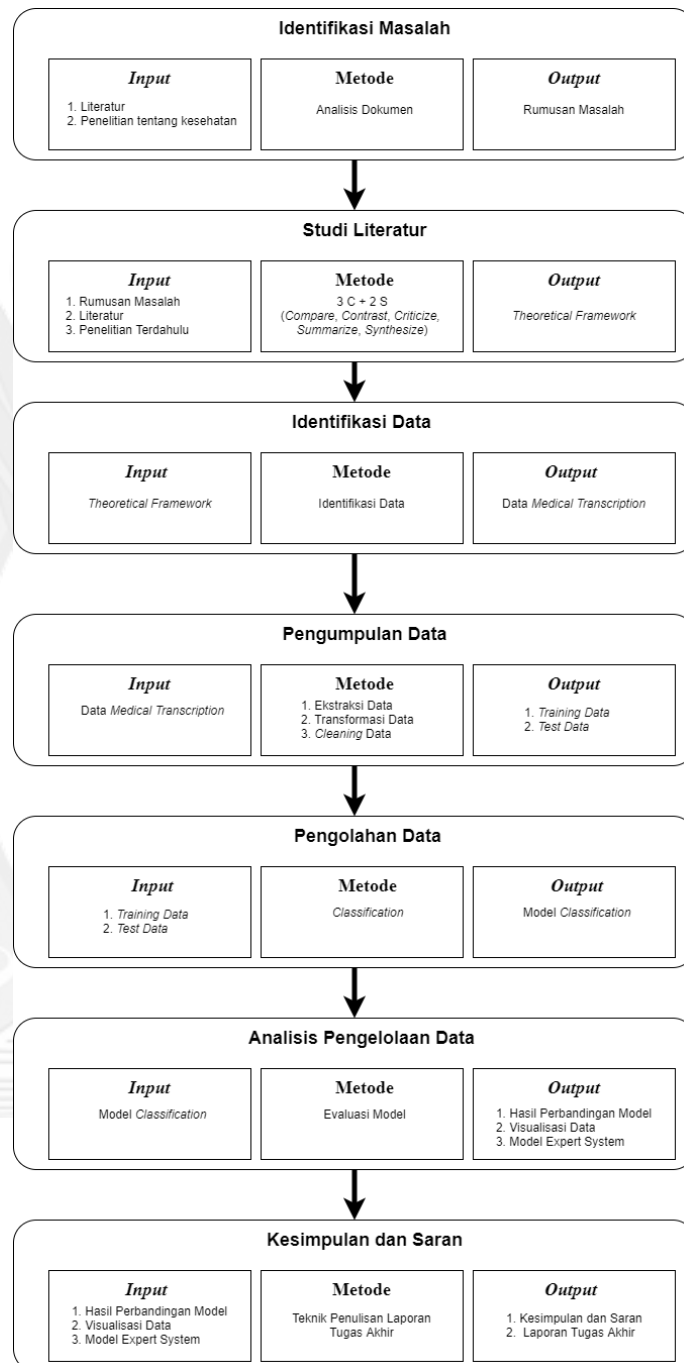 Identifikasi Masalah
Input
1. Literatur
2. Penelitian tentang kesehatan
Metode
Analisis Dokumen
Output
Rumusan Masalah
Studi Literatur
Input
1. Rumusan Masalah
2. Literatur
3. Penelitian Terdahulu
Metode
3 C + 2 S
(Compare, Contrast, Criticize,
Summarize, Synthesize)
Output
Theoretical Framework
Identifikasi Data
Input
Theoretical Framework
Metode
Identifikasi Data
Output
Data Medical Transcription
Pengumpulan Data
Input
Data Medical Transcription
Metode
1. Ekstraksi Data
2. Transformasi Data
3. Cleaning Data
Output
1. Training Data
2. Test Data
Pengolahan Data
Input
1. Training Data
2. Test Data
Metode
Classification
Output
Model Classification
Analisis Pengelolaan Data
Input
Model Classification
Metode
Evaluasi Model
Output
1. Hasil Perbandingan Model
2. Visualisasi Data
3. Model Expert System
Kesimpulan dan Saran
Input
1. Hasil Perbandingan Model
2. Visualisasi Data
3. Model Expert System
Metode
Teknik Penulisan Laporan
Tugas Akhir
Output
1. Kesimpulan dan Saran
2. Laporan Tugas Akhir